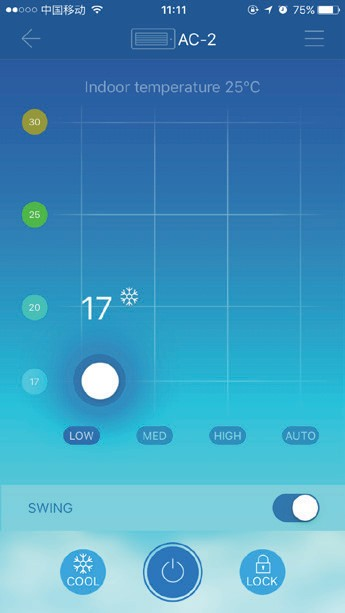 中国移动 11:11 75%
AC-2
Indoor temperature 25°C
30
25
20
17
17
LOW MED HIGH AUTO
SWING
COOL LOCK